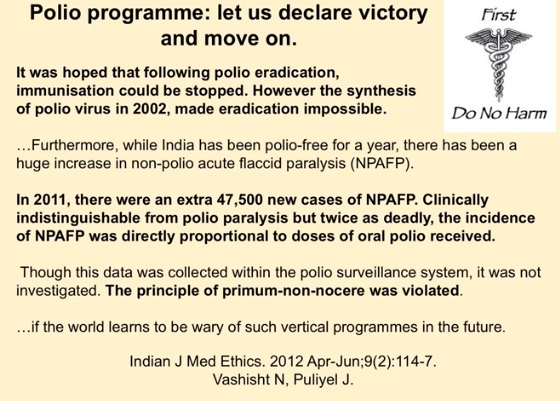 Polio programme: let us declare victory
and move on.
First
Do No Harm
It was hoped that following polio eradication,
immunisation could be stopped. However the synthesis
of polio virus in 2002, made eradication impossible.
…Furthermore, while India has been polio-free for a year, there has been a
huge increase in non-polio acute flaccid paralysis (NPAFP).
In 2011, there were an extra 47,500 new cases of NPAFP. Clinically
indistinguishable from polio paralysis but twice as deadly, the incidence
of NPAFP was directly proportional to doses of oral polio received.
Though this data was collected within the polio surveillance system, it was not
investigated. The principle of primum-non-nocere was violated.
…if the world learns to be wary of such vertical programmes in the future.
Indian J Med Ethics. 2012 Apr-Jun;9(2):114-7.
Vashisht N, Puliyel J.